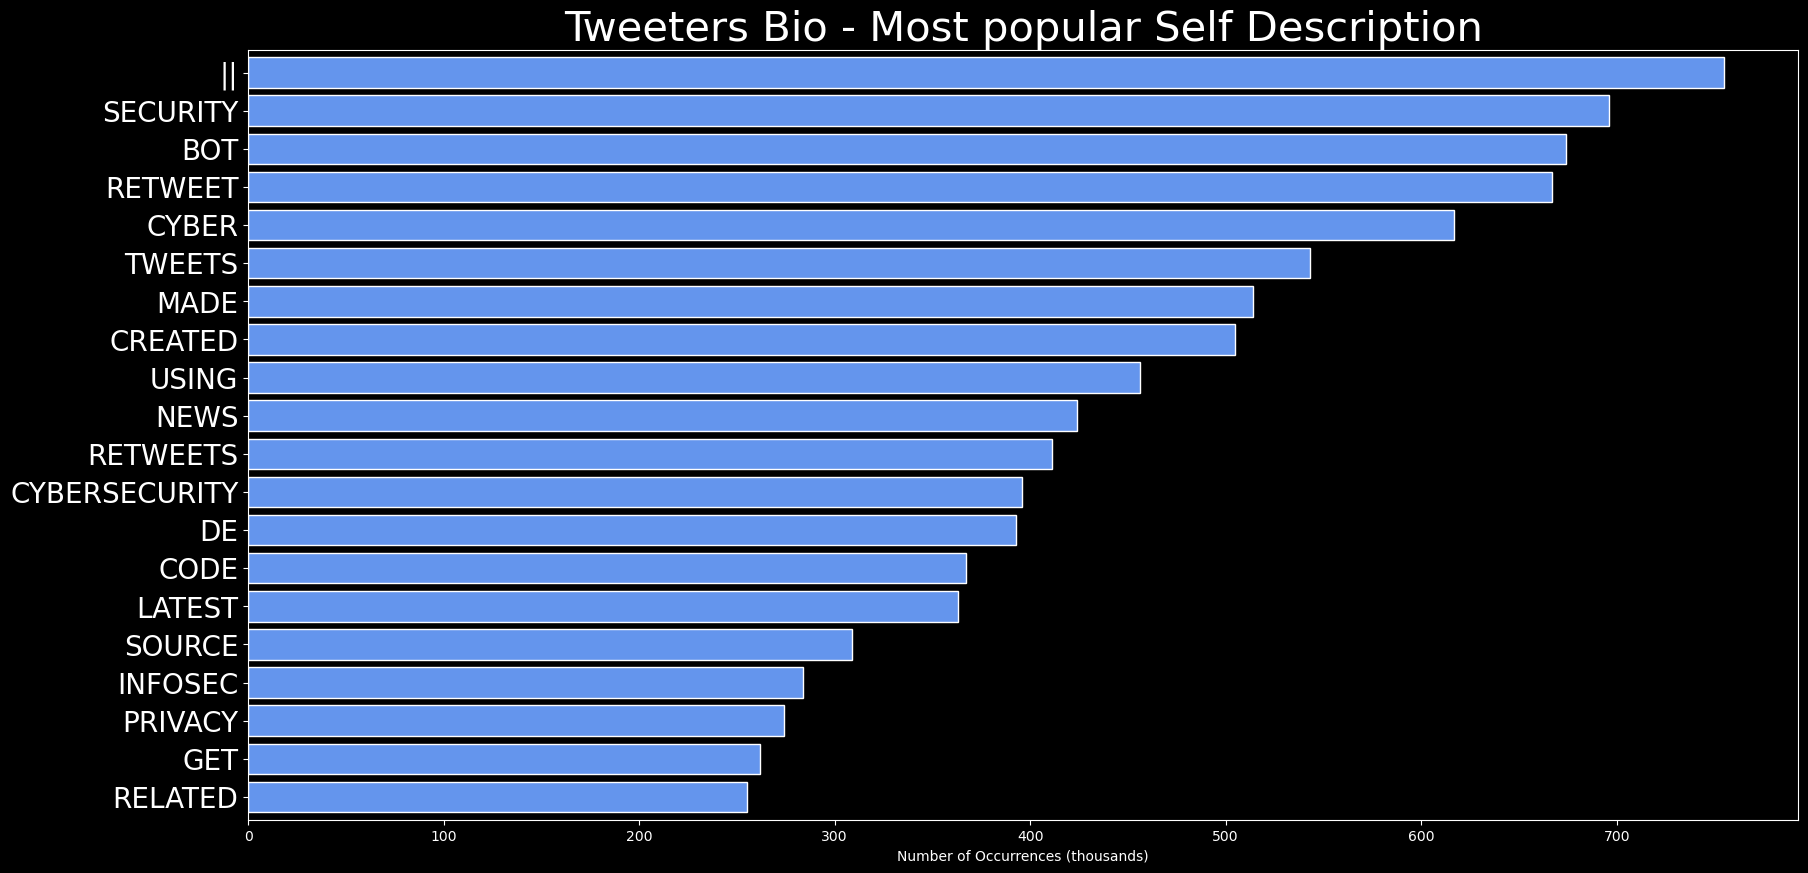 Tweeters Bio - Most popular Self Description
||
SECURITY
BOT
RETWEET
CYBER
TWEETS
MADE
CREATED
USING
NEWS
RETWEETS
CYBERSECURITY
DE
CODE
LATEST
SOURCE
INFOSEC
PRIVACY
GET
RELATED
0 100 200 300 400 500 600 700
Number of Occurrences (thousands)